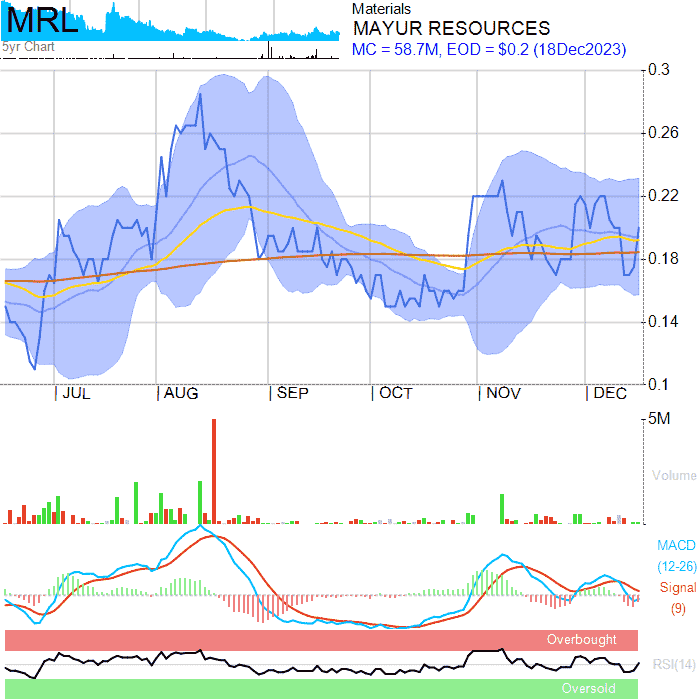 MRL
5yr Chart
Materials
MAYUR RESOURCES
MC = 58.7M, EOD = $0.2 (18Dec2023)
0.3
0.26
0.22
0.18
0.14
0.1
JUL AUG SEP OCT NOV DEC
5M
Volume
MACD
(12-26)
Signal
(9)
Overbought
RSI(14)
Oversold